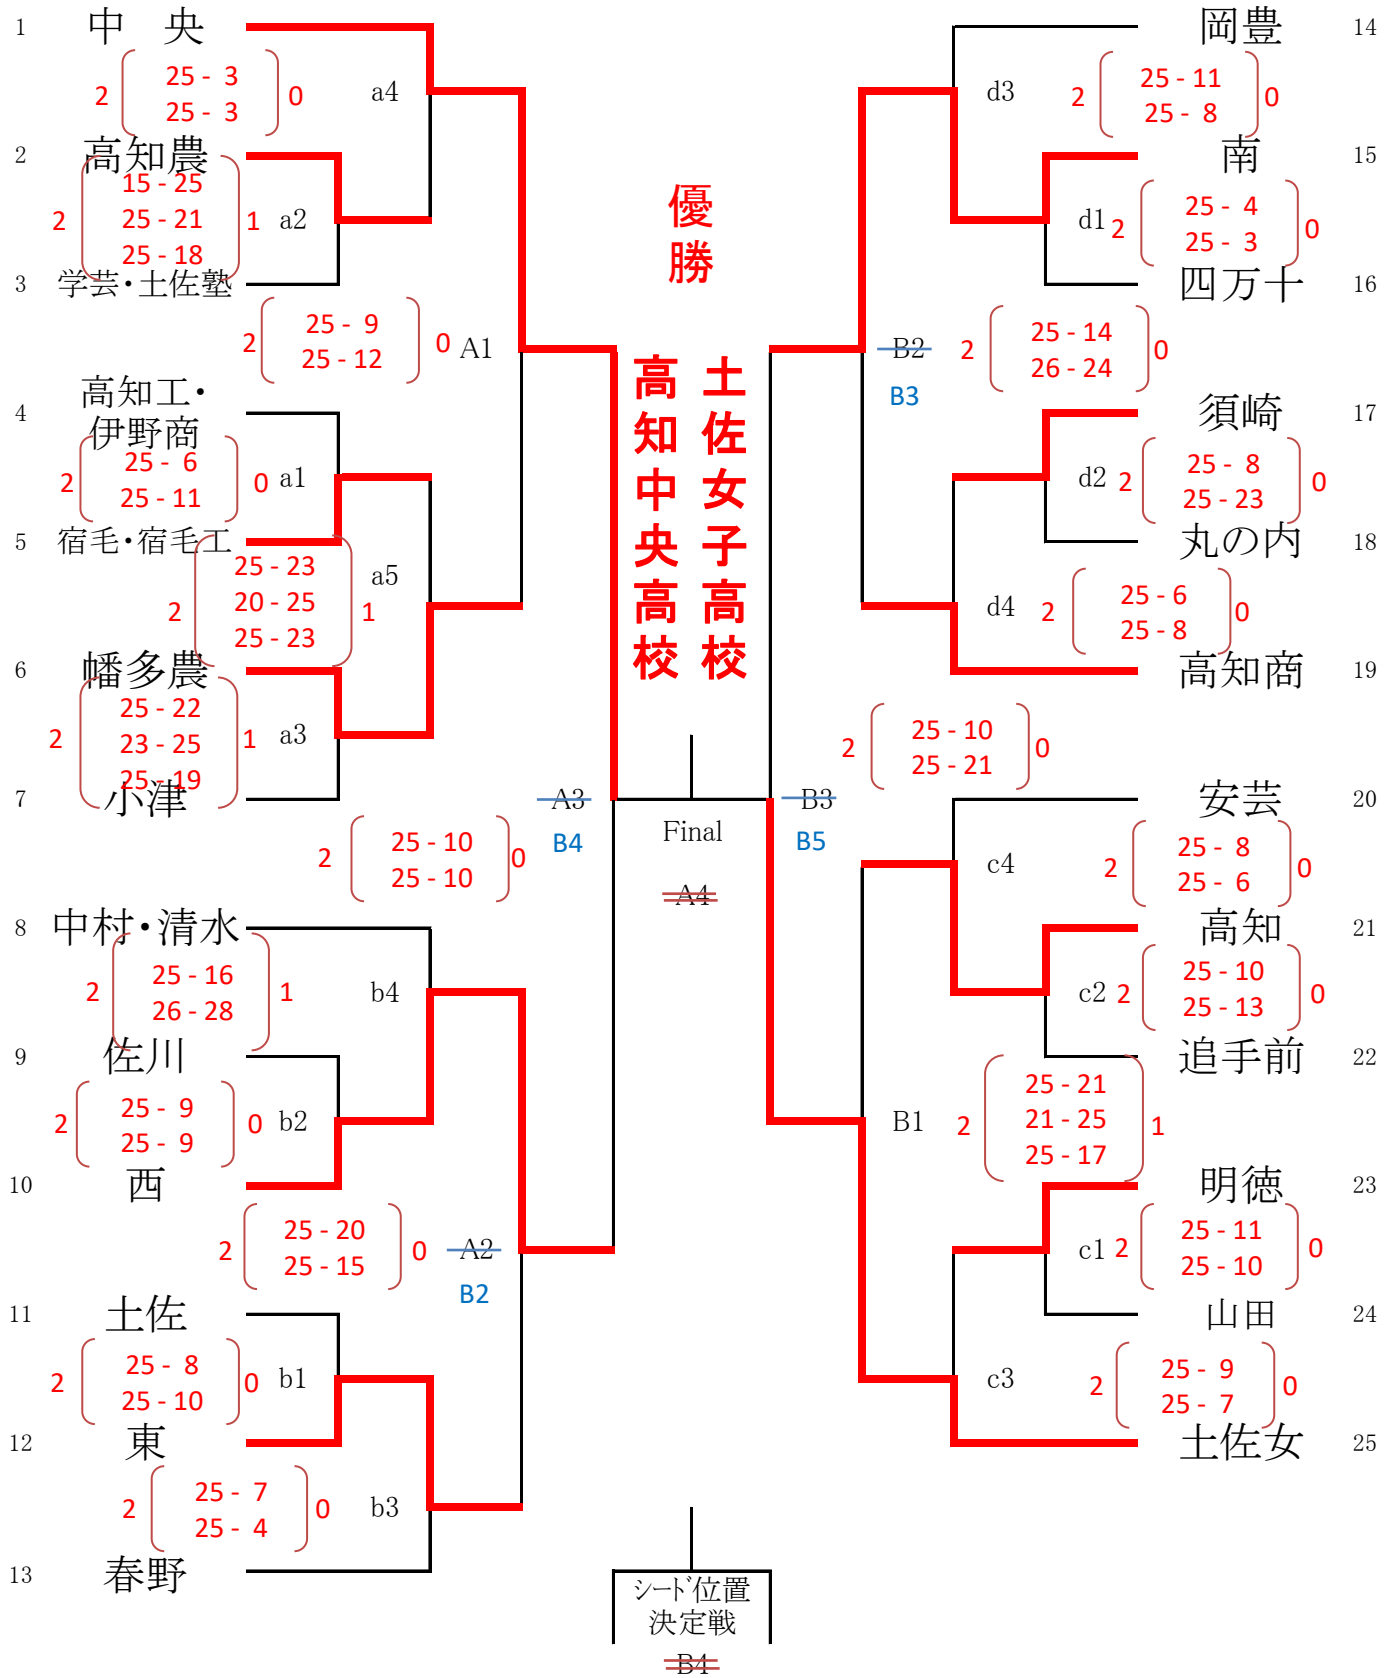 1 中　央
2 25 - 3 0
25 - 3
a4
2 高知農
15 - 25
2 25 - 21 1 a2
25 - 18
3 学芸・土佐塾
2 25 - 9 0 A1
25 - 12
高知工・
4 伊野商
2 25 - 6 0 a1
25 - 11
5 宿毛・宿毛工
25 - 23 a5
2 20 - 25 1
25 - 23
6 幡多農
25 - 22
2 23 - 25 1 a3
25 - 19
7 小津
A3
B4
2 25 - 10 0
25 - 10
8 中村・清水
2 25 - 16 1 b4
26 - 28
9 佐川
2 25 - 9 0 b2
25 - 9
10 西
2 25 - 20 0 A2
25 - 15
B2
11 土佐
2 25 - 8 0 b1
25 - 10
12 東
2 25 - 7 0 b3
25 - 4
13 春野
優勝
土佐女子高校
高知中央高校
Final
A4
シード位置
決定戦
B4
岡豊 14
d3 2 25 - 11 0
25 - 8
南 15
d1 2 25 - 4 0
25 - 3
四万十 16
B2 2 25 - 14 0
26 - 24
B3
須崎 17
d2 2 25 - 8 0
25 - 23
丸の内 18
d4 2 25 - 6 0
25 - 8
高知商 19
2 25 - 10 0
25 - 21
B3
B5
安芸 20
c4 2 25 - 8 0
25 - 6
高知 21
c2 2 25 - 10 0
25 - 13
追手前 22
25 - 21
B1 2 21 - 25 1
25 - 17
明徳 23
c1 2 25 - 11 0
25 - 10
山田 24
c3 2 25 - 9 0
25 - 7
土佐女 25